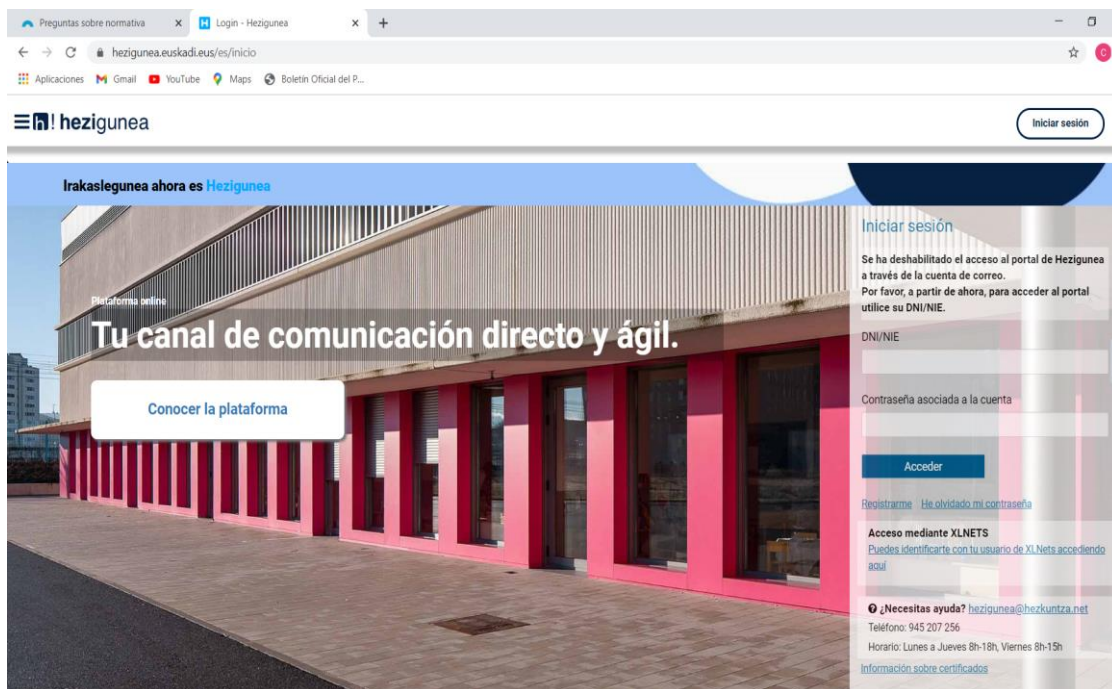 Preguntas sobre normativa
Login - Hezigunea
hezigunea.euskadi.eus/es/inicio
Aplicaciones
Gmail
YouTube
Maps
Boletín Oficial del P...
h! hezigunea
Iniciar sesión
Irakaslegunea ahora es Hezigunea
Plataforma online
Tu canal de comunicación directo y ágil.
Conocer la plataforma
Iniciar sesión
Se ha deshabilitado el acceso al portal de Hezigunea
a través de la cuenta de correo.
Por favor, a partir de ahora, para acceder al portal
utilice su DNI/NIE.
DNI/NIE
Contraseña asociada a la cuenta
Acceder
Registrarme He olvidado mi contraseña
Acceso mediante XLNETS
Puedes identificarte con tu usuario de XLNets accediendo
aquí
¿Necesitas ayuda? hezigunea@hezkuntza.net
Teléfono: 945 207 256
Horario: Lunes a Jueves 8h-18h, Viernes 8h-15h
Información sobre certificados